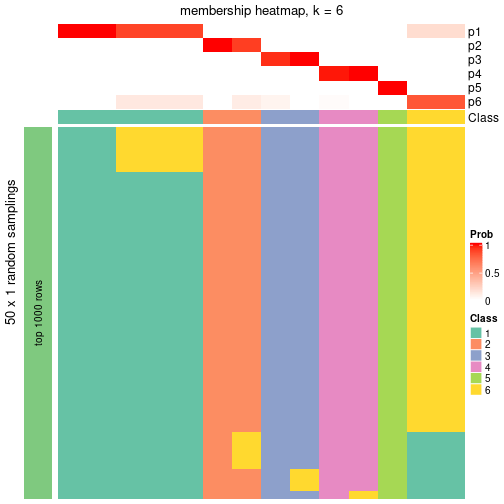 membership heatmap, k = 6
p1
p2
p3
p4
p5
p6
Class
50 x 1 random samplings
top 1000 rows
Prob
1
0.5
0
Class
1
2
3
4
5
6